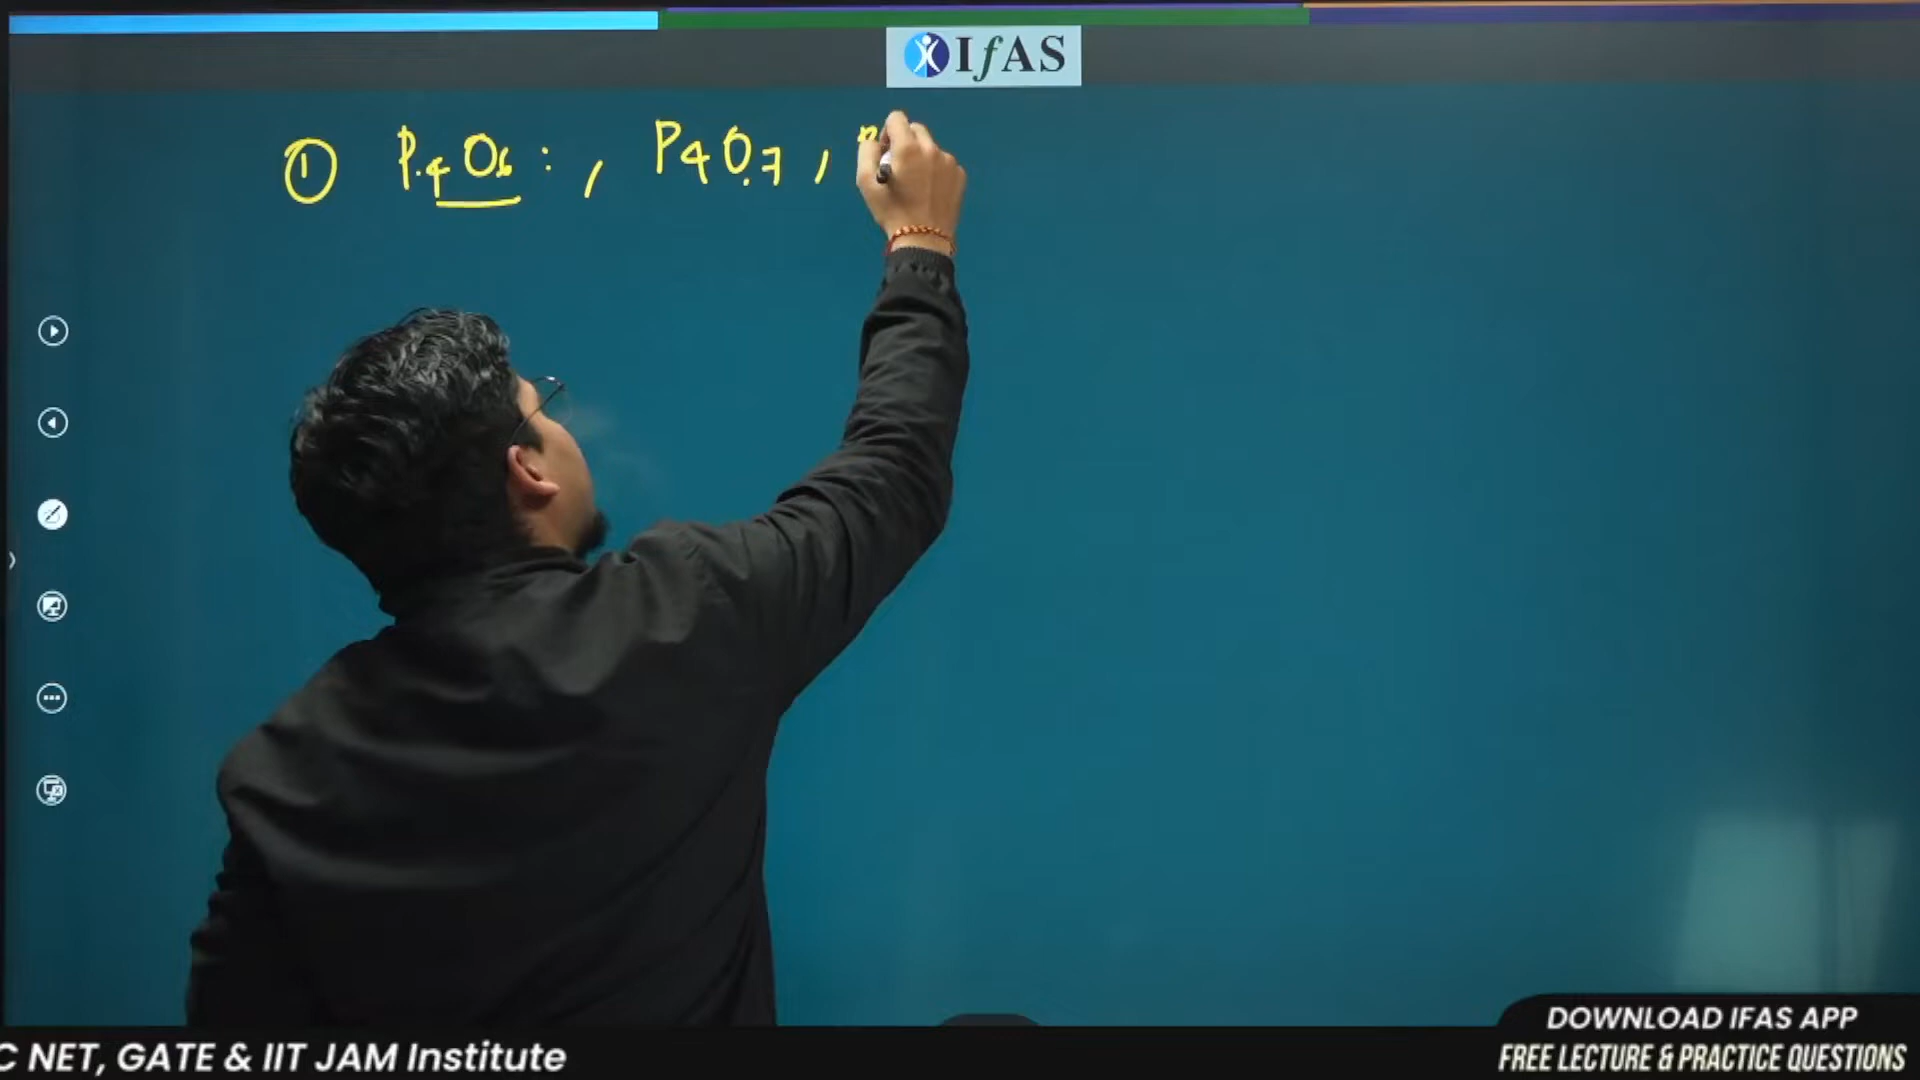 IfAS
① P4O6 : , P4O7 ,
C NET, GATE & IIT JAM Institute
DOWNLOAD IFAS APP
FREE LECTURE & PRACTICE QUESTIONS